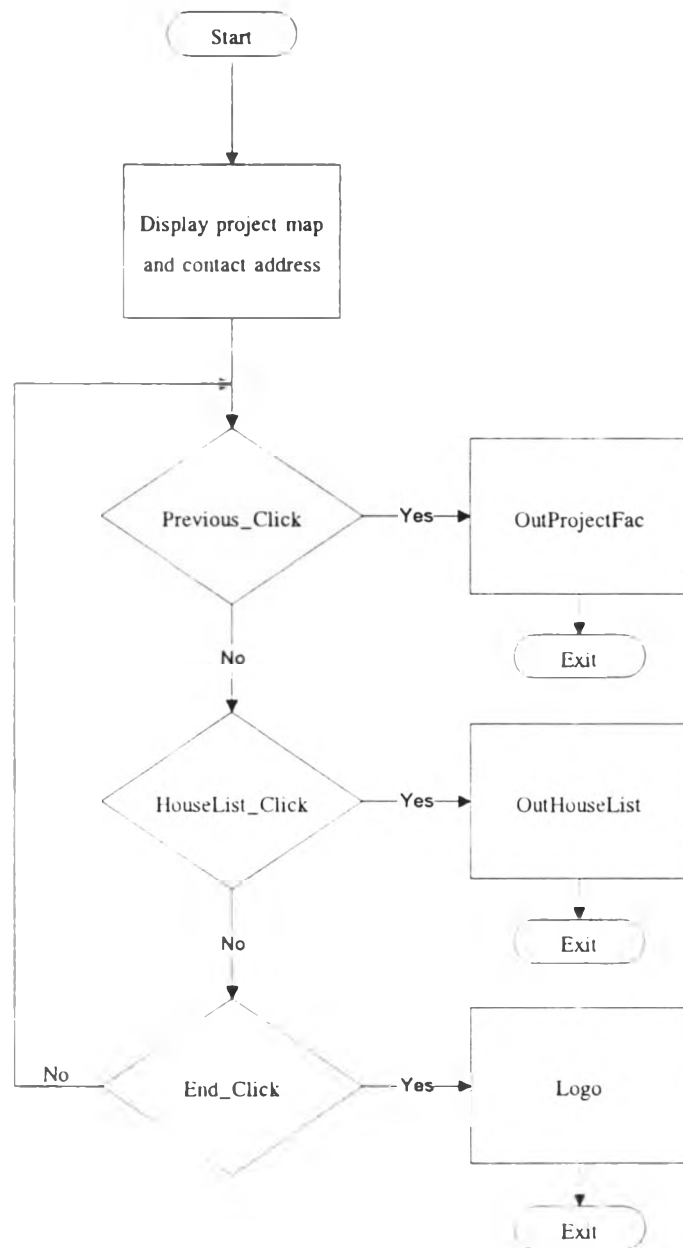 Start
Display project map
and contact address
Previous_Click
Yes
OutProjectFac
Exit
No
HouseList_Click
Yes
OutHouseList
Exit
No
No
End_Click
Yes
Logo
Exit